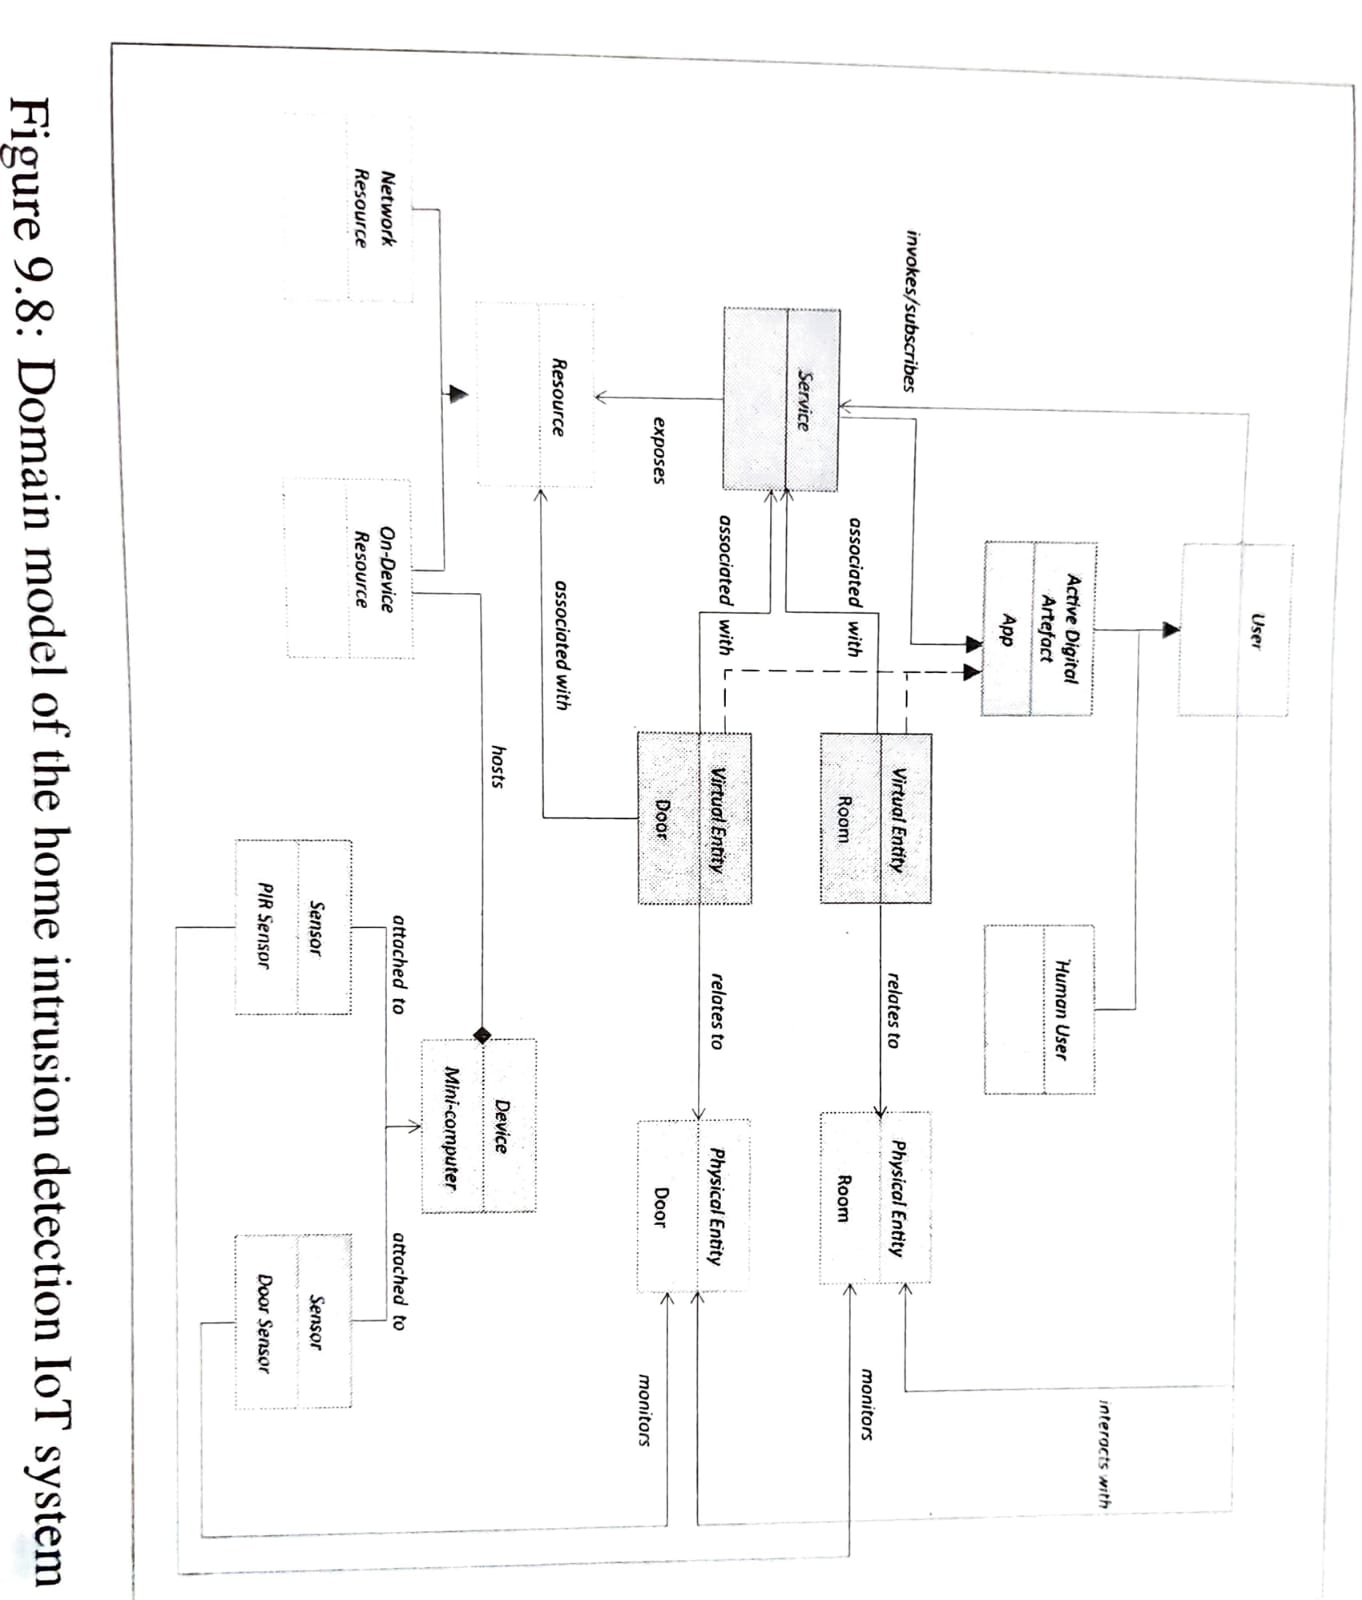 User
Active Digital
Artefact
App
Human User
invokes/subscribes
interacts with
Service
associated with
associated with
Virtual Entity
Room
relates to
Physical Entity
Room
monitors
exposes
Virtual Entity
Door
relates to
Physical Entity
Door
monitors
Resource
associated with
hosts
Device
Mini-computer
Network
Resource
On-Device
Resource
attached to
attached to
Sensor
PIR Sensor
Sensor
Door Sensor
Figure 9.8: Domain model of the home intrusion detection IoT system